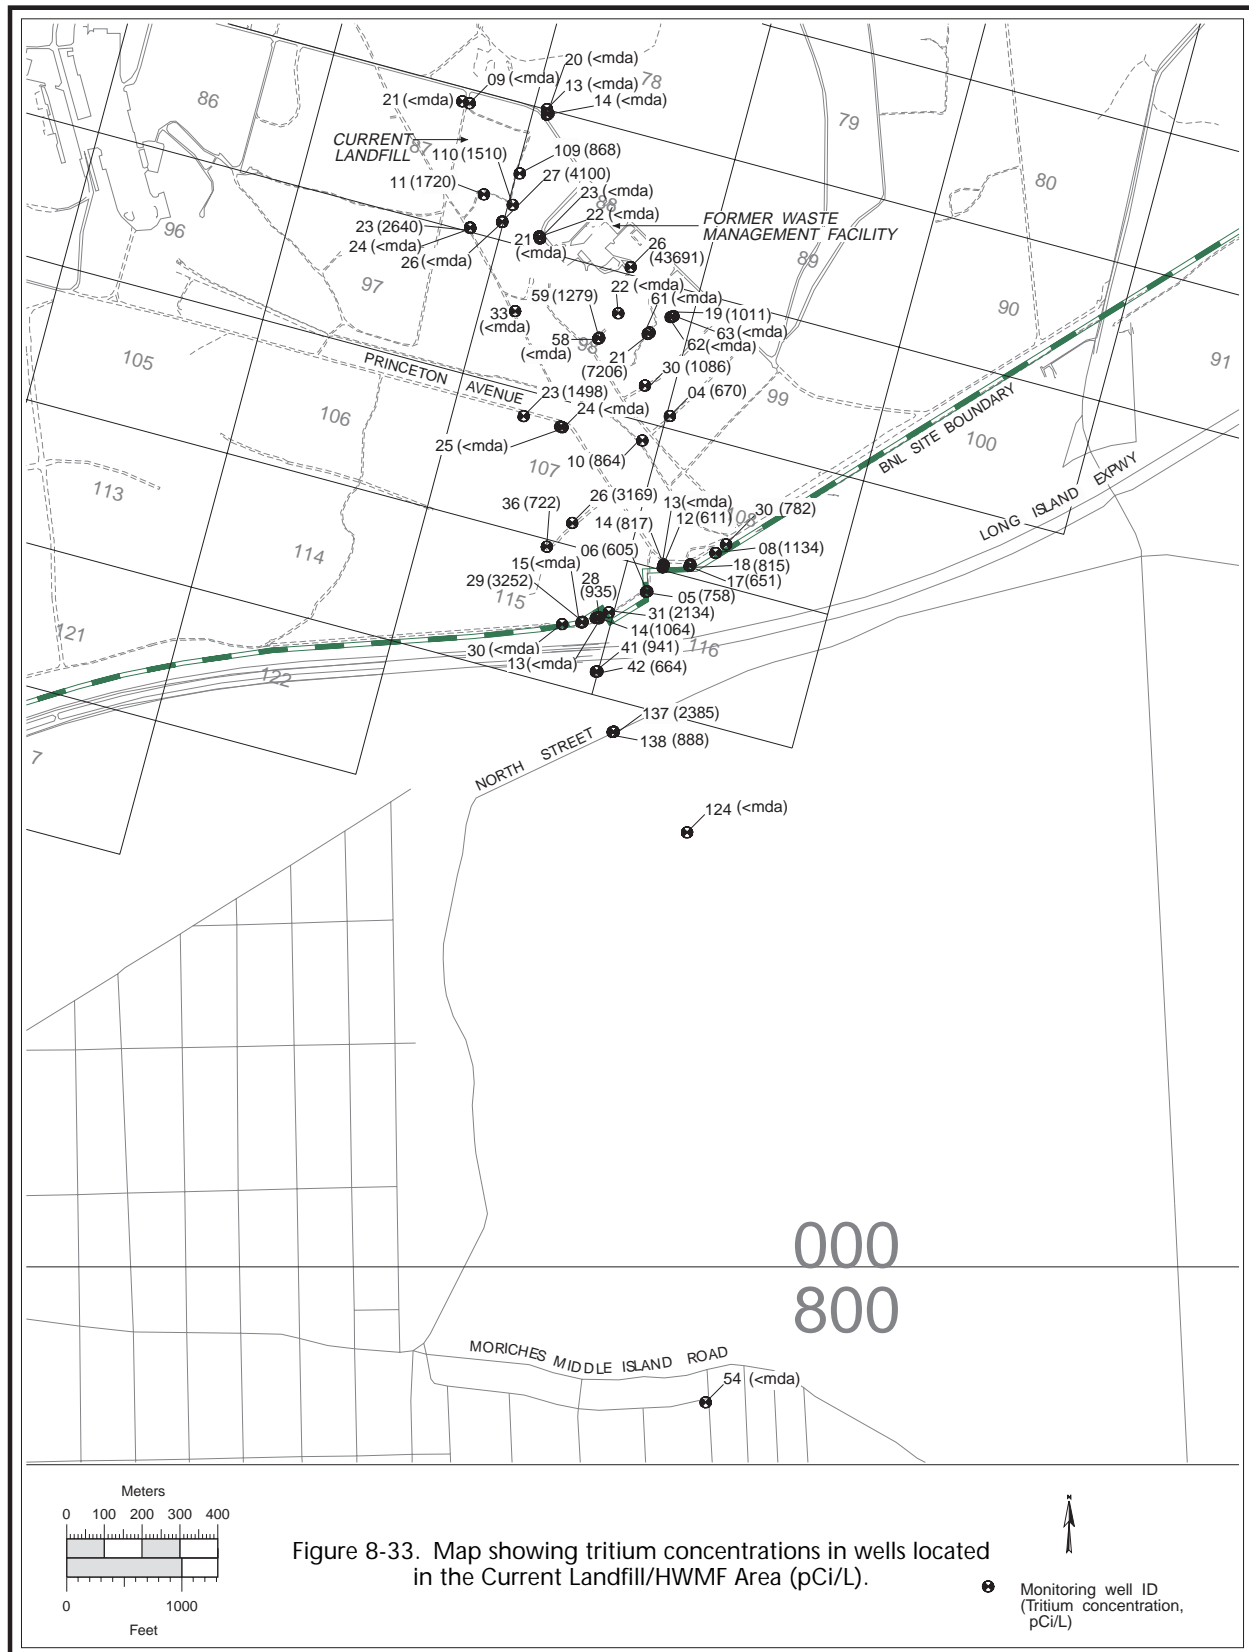 20 (<mda)
78
09 (<mda)
13 (<mda)
86
21 (<mda)
14 (<mda)
79
CURRENT
LANDFILL
87
110 (1510)
109 (868)
27 (4100)
80
11 (1720)
23 (<mda)
88
22 (<mda)
FORMER WASTE
MANAGEMENT FACILITY
96
23 (2640)
24 (<mda)
21
(<mda)
26 (<mda)
26
(43691)
89
97
22 (<mda)
59 (1279)
61 (<mda)
90
33
(<mda)
19 (1011)
63 (<mda)
62(<mda)
58
(<mda)
98
21
(7206)
105
PRINCETON AVENUE
91
30 (1086)
04 (670)
99
23 (1498)
24 (<mda)
106
BNL SITE BOUNDARY
100
25 (<mda)
10 (864)
107
LONG ISLAND EXPWY
113
36 (722)
26 (3169)
13(<mda)
12(611)
108
30 (782)
14 (817)
114
06 (605)
08(1134)
15(<mda)
18 (815)
17(651)
29 (3252)
28
(935)
115
05 (758)
31 (2134)
14(1064)
121
30 (<mda)
13(<mda)
41 (941)
116
42 (664)
122
137 (2385)
7
NORTH STREET
138 (888)
124 (<mda)
000
800
MORICHES MIDDLE ISLAND ROAD
54 (<mda)
Meters
0 100 200 300 400
0 1000
Feet
Figure 8-33. Map showing tritium concentrations in wells located
in the Current Landfill/HWMF Area (pCi/L).
N
Monitoring well ID
(Tritium concentration,
pCi/L)